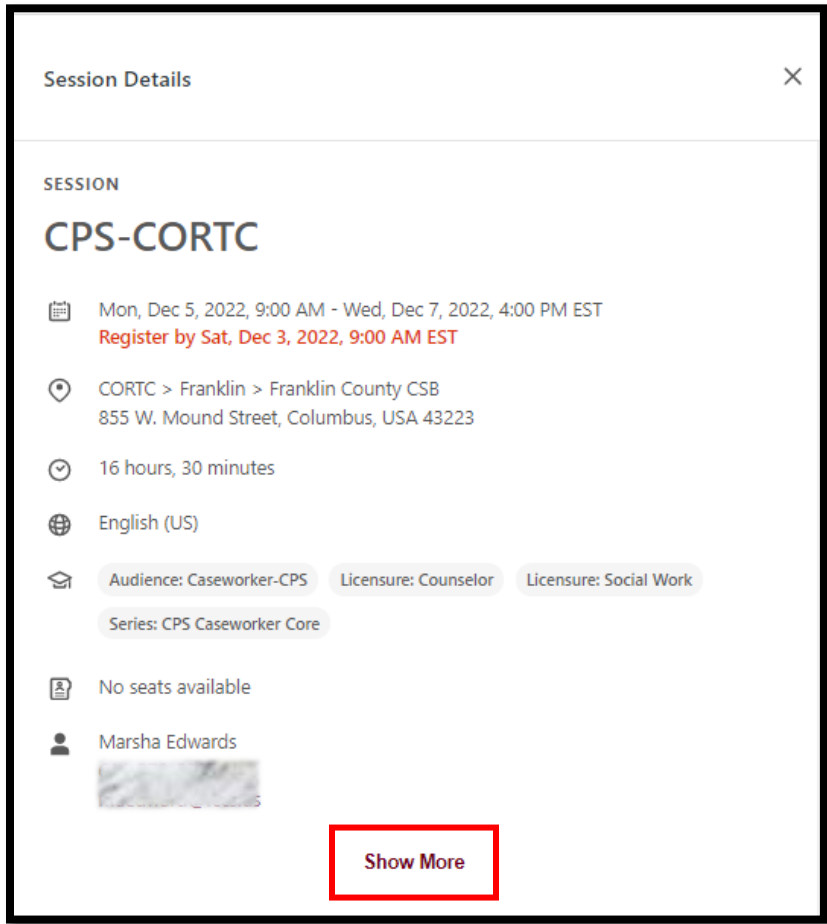 Session Details
SESSION
CPS-CORTC
Mon, Dec 5, 2022, 9:00 AM - Wed, Dec 7, 2022, 4:00 PM EST
Register by Sat, Dec 3, 2022, 9:00 AM EST
CORTC > Franklin > Franklin County CSB
855 W. Mound Street, Columbus, USA 43223
16 hours, 30 minutes
English (US)
Audience: Caseworker-CPS Licensure: Counselor Licensure: Social Work
Series: CPS Caseworker Core
No seats available
Marsha Edwards
Show More